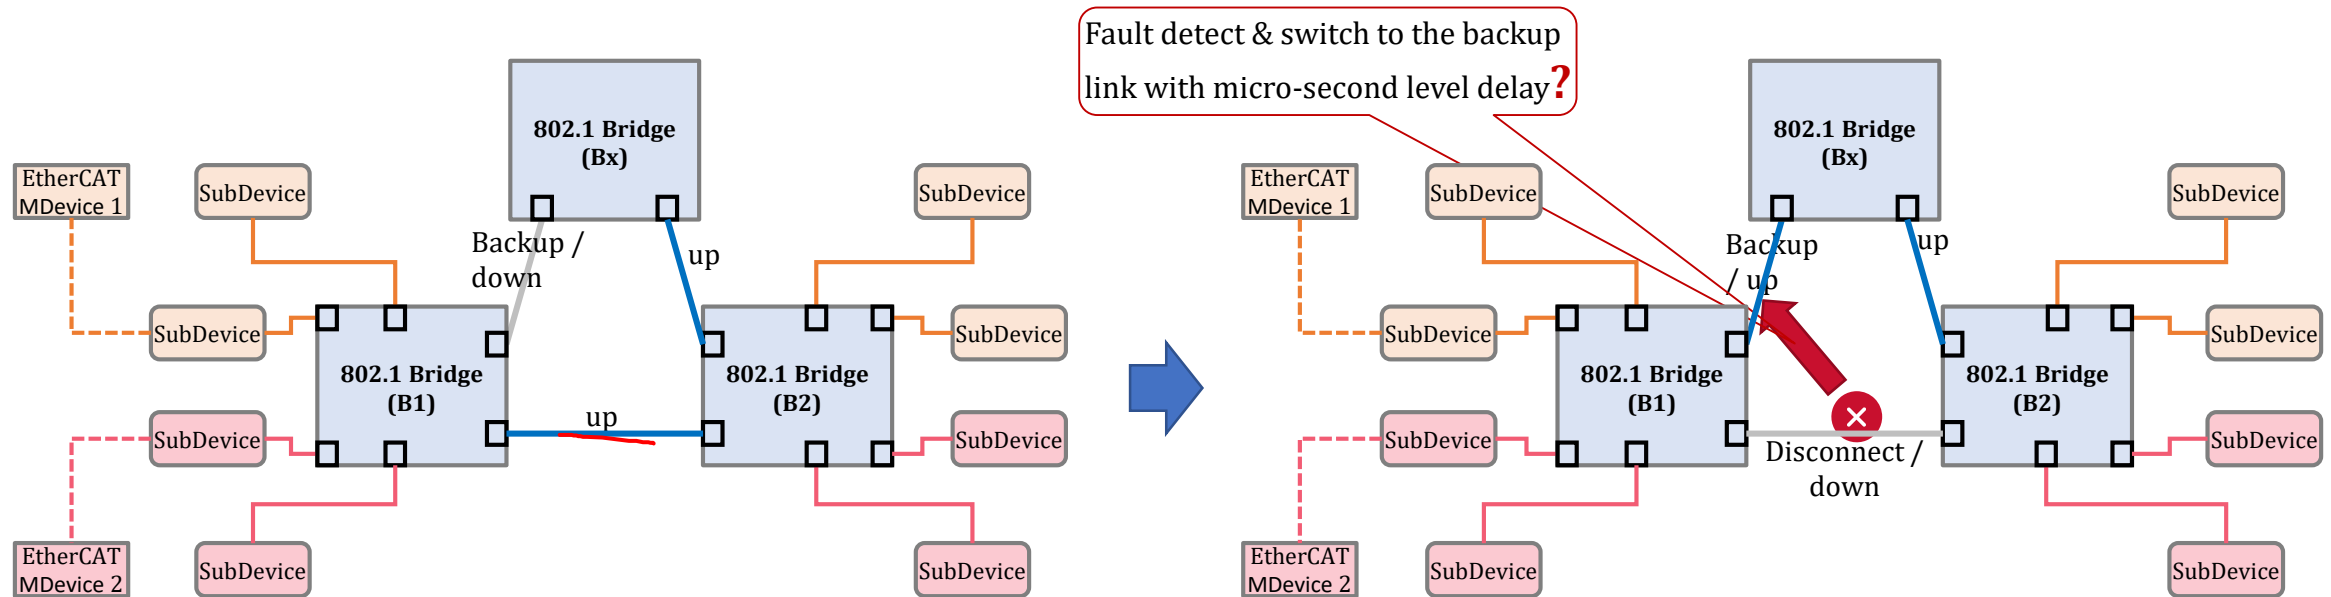 Fault detect & switch to the backup
link with micro-second level delay?
802.1 Bridge
(Bx)
EtherCAT
MDevice 1
SubDevice
SubDevice
Backup /
down
up
SubDevice
SubDevice
802.1 Bridge
(B1)
up
802.1 Bridge
(B2)
SubDevice
SubDevice
EtherCAT
MDevice 2
SubDevice
SubDevice
802.1 Bridge
(Bx)
EtherCAT
MDevice 1
SubDevice
SubDevice
Backup
/ up
up
SubDevice
SubDevice
802.1 Bridge
(B1)
802.1 Bridge
(B2)
SubDevice
Disconnect /
down
SubDevice
EtherCAT
MDevice 2
SubDevice
SubDevice